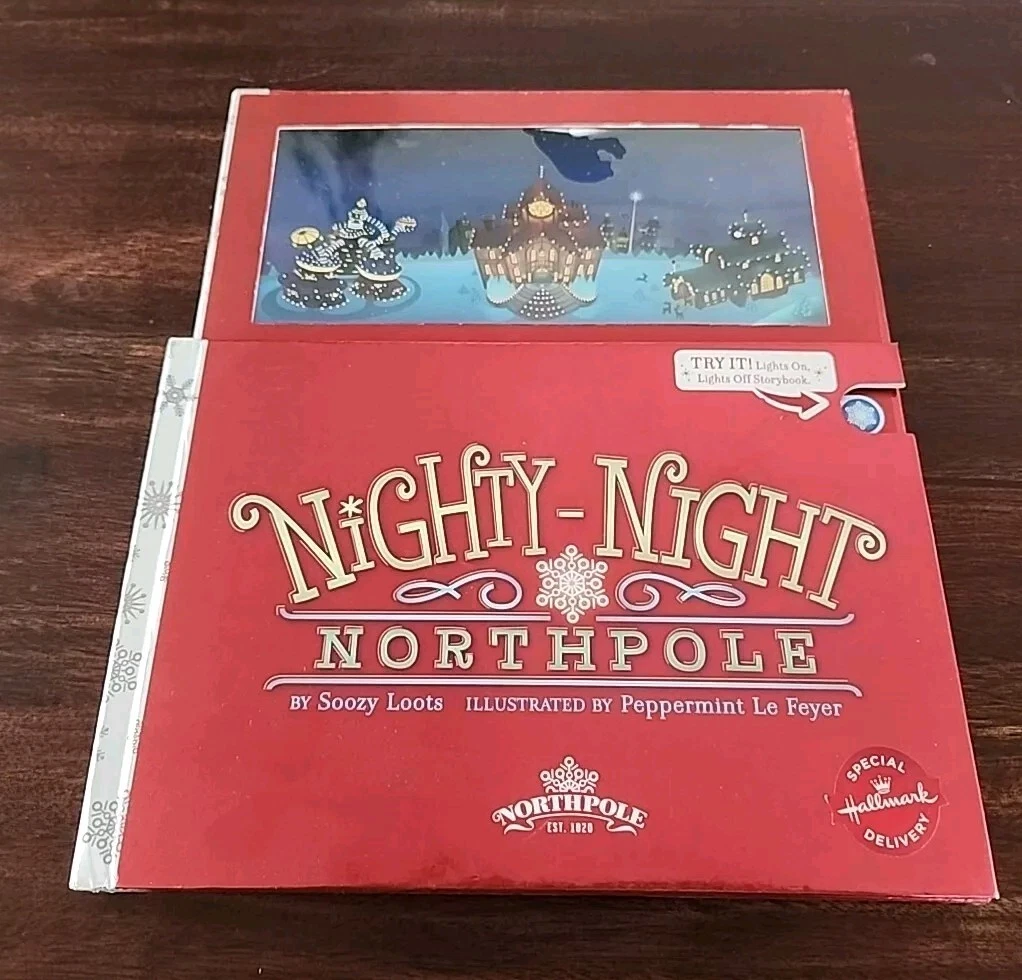 TRY IT! Lights On,
Lights Off Storybook.
NiGHTY-NIGHT
NORTHPOLE
BY Soozy Loots ILLUSTRATED BY Peppermint Le Feyer
NORTHPOLE
EST. 1820
SPECIAL
Hallmark
DELIVERY